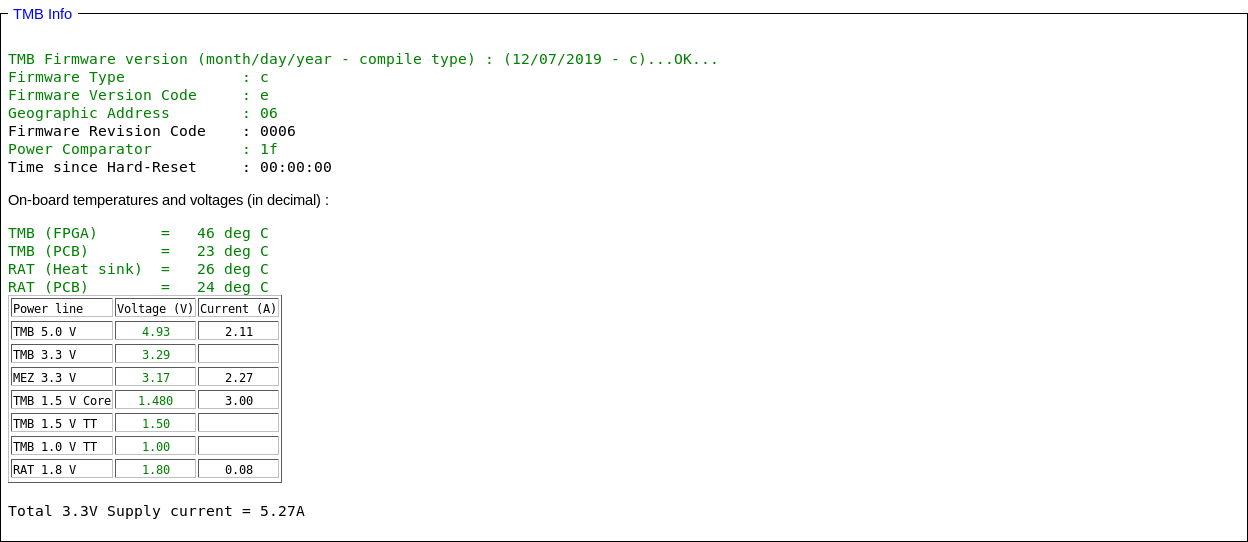 TMB Info
TMB Firmware version (month/day/year - compile type) : (12/07/2019 - c)...OK...
Firmware Type             : c
Firmware Version Code     : e
Geographic Address        : 06
Firmware Revision Code    : 0006
Power Comparator          : 1f
Time since Hard-Reset     : 00:00:00
On-board temperatures and voltages (in decimal) :
TMB (FPGA)       =   46 deg C
TMB (PCB)        =   23 deg C
RAT (Heat sink)  =   26 deg C
RAT (PCB)        =   24 deg C
Power line Voltage (V) Current (A)
TMB 5.0 V 4.93 2.11
TMB 3.3 V 3.29
MEZ 3.3 V 3.17 2.27
TMB 1.5 V Core 1.480 3.00
TMB 1.5 V TT 1.50
TMB 1.0 V TT 1.00
RAT 1.8 V 1.80 0.08
Total 3.3V Supply current = 5.27A